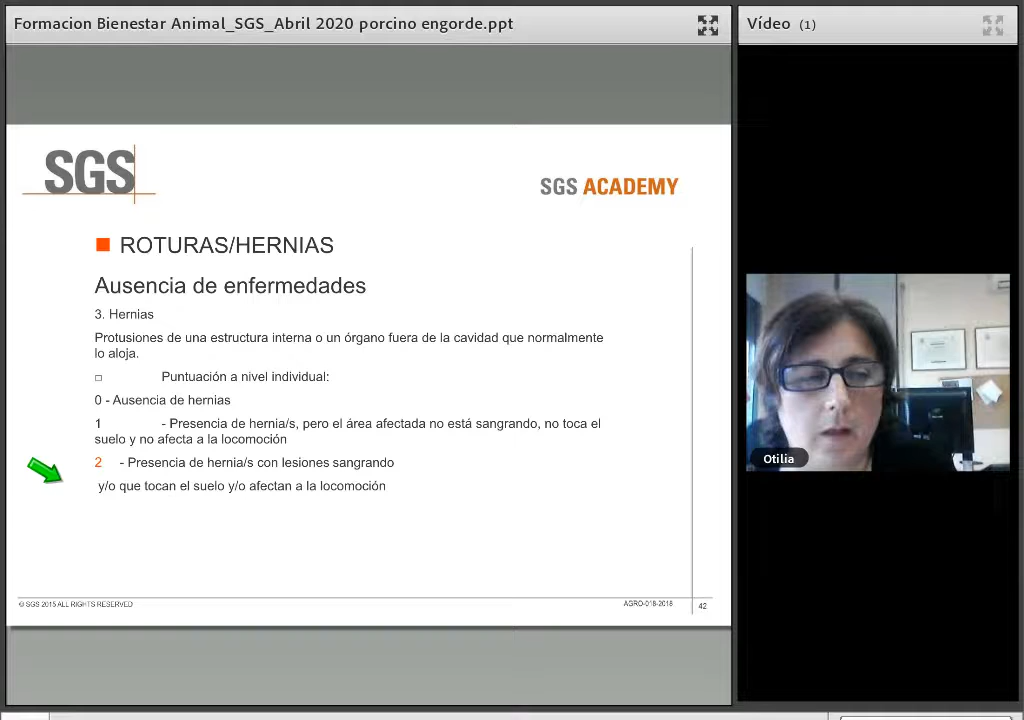 Formacion Bienestar Animal_SGS_Abril 2020 porcino engorde.ppt
Vídeo (1)
SGS
SGS ACADEMY
ROTURAS/HERNIAS
Ausencia de enfermedades
3. Hernias
Protusiones de una estructura interna o un órgano fuera de la cavidad que normalmente
lo aloja.
Puntuación a nivel individual:
0 - Ausencia de hernias
1 - Presencia de hernia/s, pero el área afectada no está sangrando, no toca el
suelo y no afecta a la locomoción
2 - Presencia de hernia/s con lesiones sangrando
y/o que tocan el suelo y/o afectan a la locomoción
Otilia
© SGS 2015 ALL RIGHTS RESERVED
AGRO-018-2018
42